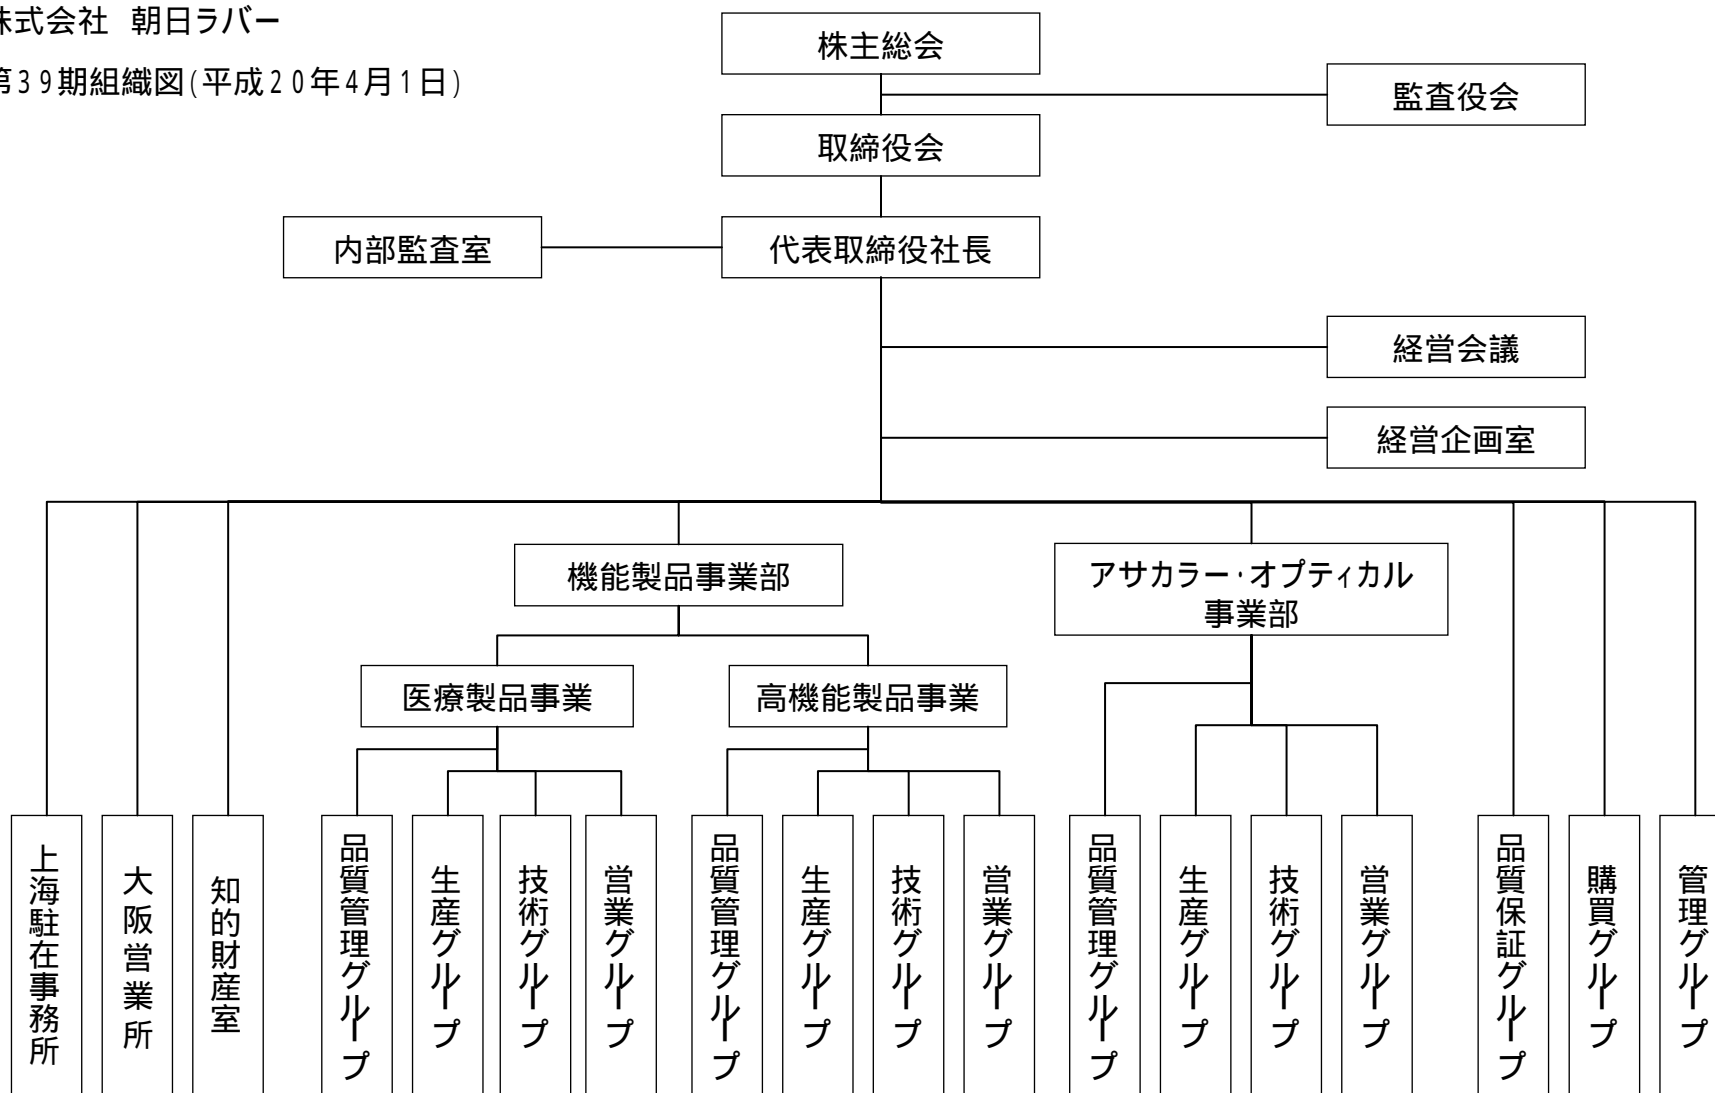 株式会社 朝日ラバー
第39期組織図(平成20年4月1日)
株主総会
監査役会
取締役会
内部監査室
代表取締役社長
経営会議
経営企画室
機能製品事業部
アサカラー・オプティカル
事業部
医療製品事業
高機能製品事業
上海駐在事務所
大阪営業所
知的財産室
品質管理グループ
生産グループ
技術グループ
営業グループ
品質管理グループ
生産グループ
技術グループ
営業グループ
品質管理グループ
生産グループ
技術グループ
営業グループ
品質保証グループ
購買グループ
管理グループ